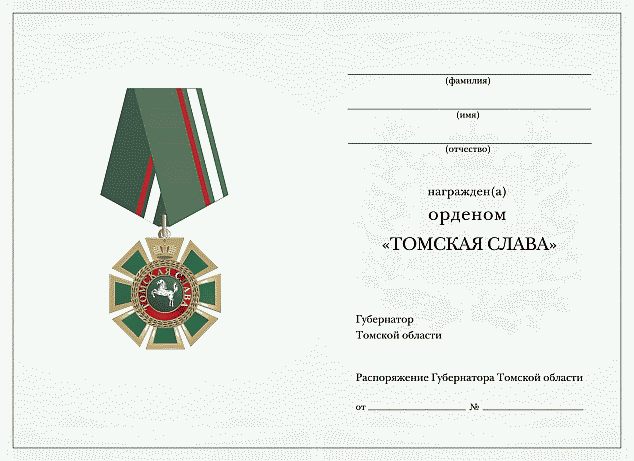 ТОМСКАЯ СЛАВА
(фамилия)
(имя)
(отчество)
награжден(а)
орденом
«ТОМСКАЯ СЛАВА»
Губернатор
Томской области
Распоряжение Губернатора Томской области
от №